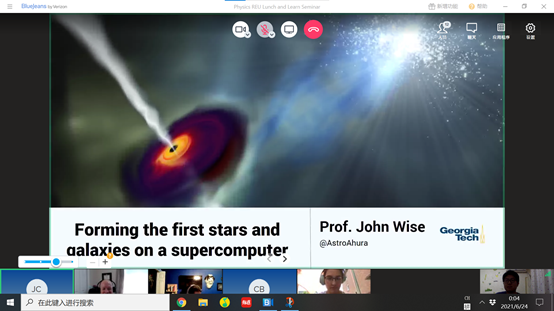 BlueJeans by Verizon
Physics REU Lunch and Learn Seminar
新增功能
帮助
聊天
应用程序
设置
Forming the first stars and
galaxies on a supercomputer
Prof. John Wise
@AstroAhura
Georgia
Tech
JC
CB
在此键入进行搜索
0:04
2021/6/24